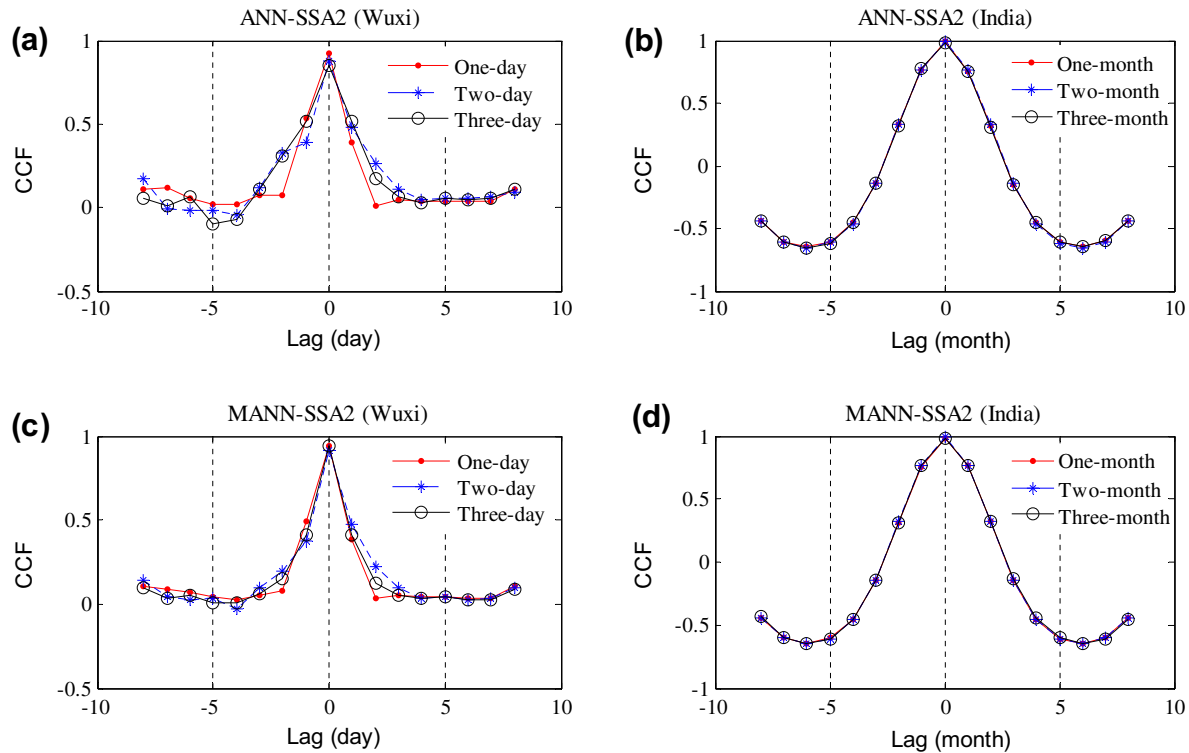 (a)
ANN-SSA2 (Wuxi)
1
0.5
0
-0.5
CCF
One-day
Two-day
Three-day
-10
-5
0
5
10
Lag (day)
(b)
ANN-SSA2 (India)
1
0.5
0
-0.5
-1
CCF
One-month
Two-month
Three-month
-10
-5
0
5
10
Lag (month)
(c)
MANN-SSA2 (Wuxi)
1
0.5
0
-0.5
CCF
One-day
Two-day
Three-day
-10
-5
0
5
10
Lag (day)
(d)
MANN-SSA2 (India)
1
0.5
0
-0.5
-1
CCF
One-month
Two-month
Three-month
-10
-5
0
5
10
Lag (month)